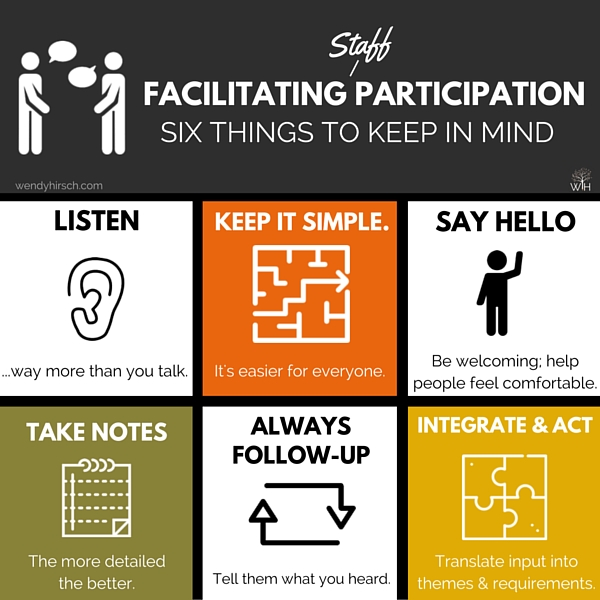 Staff
FACILITATING PARTICIPATION
SIX THINGS TO KEEP IN MIND
wendyhirsch.com
WH
LISTEN
...way more than you talk.
KEEP IT SIMPLE.
It's easier for everyone.
SAY HELLO
Be welcoming; help
people feel comfortable.
TAKE NOTES
The more detailed
the better.
ALWAYS
FOLLOW-UP
Tell them what you heard.
INTEGRATE & ACT
Translate input into
themes & requirements.